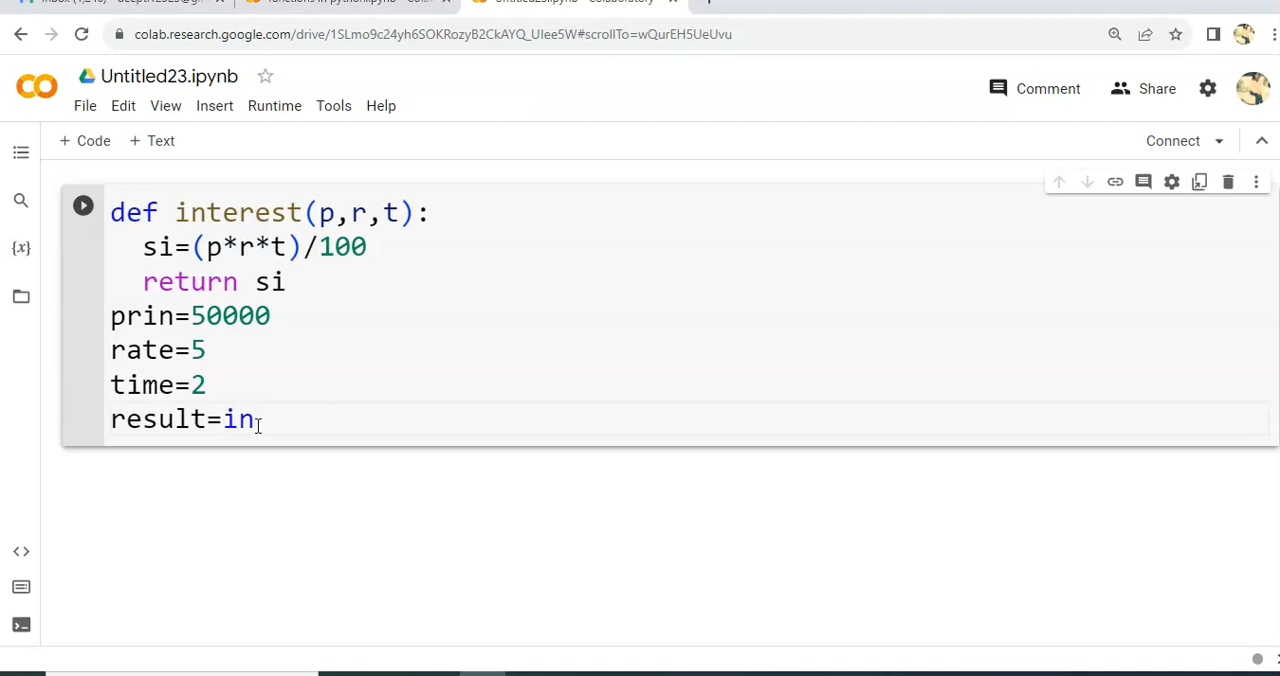 colab.research.google.com/drive/1SLmo9c24yh6SOKRozyB2CkAYQ_UIee5W#scrollTo=wQurEH5UeUvu
Untitled23.ipynb
Comment
Share
File Edit View Insert Runtime Tools Help
+ Code + Text
Connect
def interest(p,r,t):
si=(p*r*t)/100
return si
prin=50000
rate=5
time=2
result=in
{x}